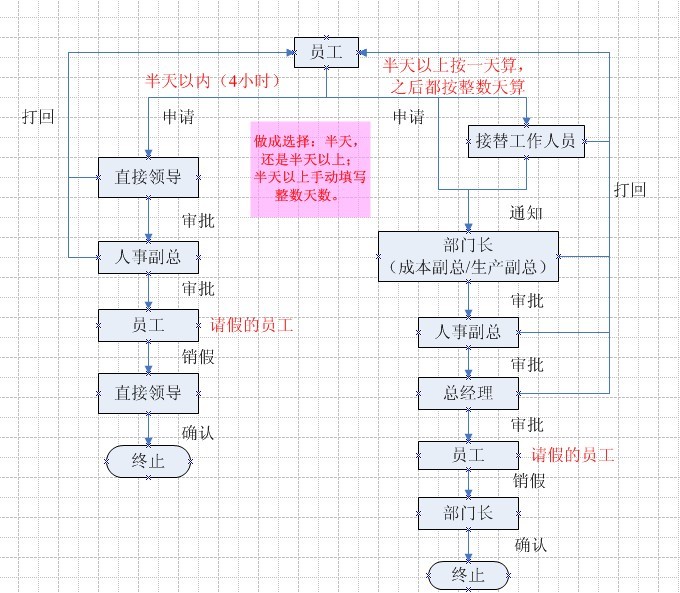 员工
半天以内（4小时）
半天以上按一天算，
之后都按整数天算
打回
申请
做成选择：半天，
还是半天以上；
半天以上手动填写
整数天数。
申请
接替工作人员
直接领导
打回
审批
通知
人事副总
部门长
（成本副总/生产副总）
审批
审批
员工
请假的员工
人事副总
销假
审批
直接领导
总经理
确认
审批
终止
员工
请假的员工
销假
部门长
确认
终止